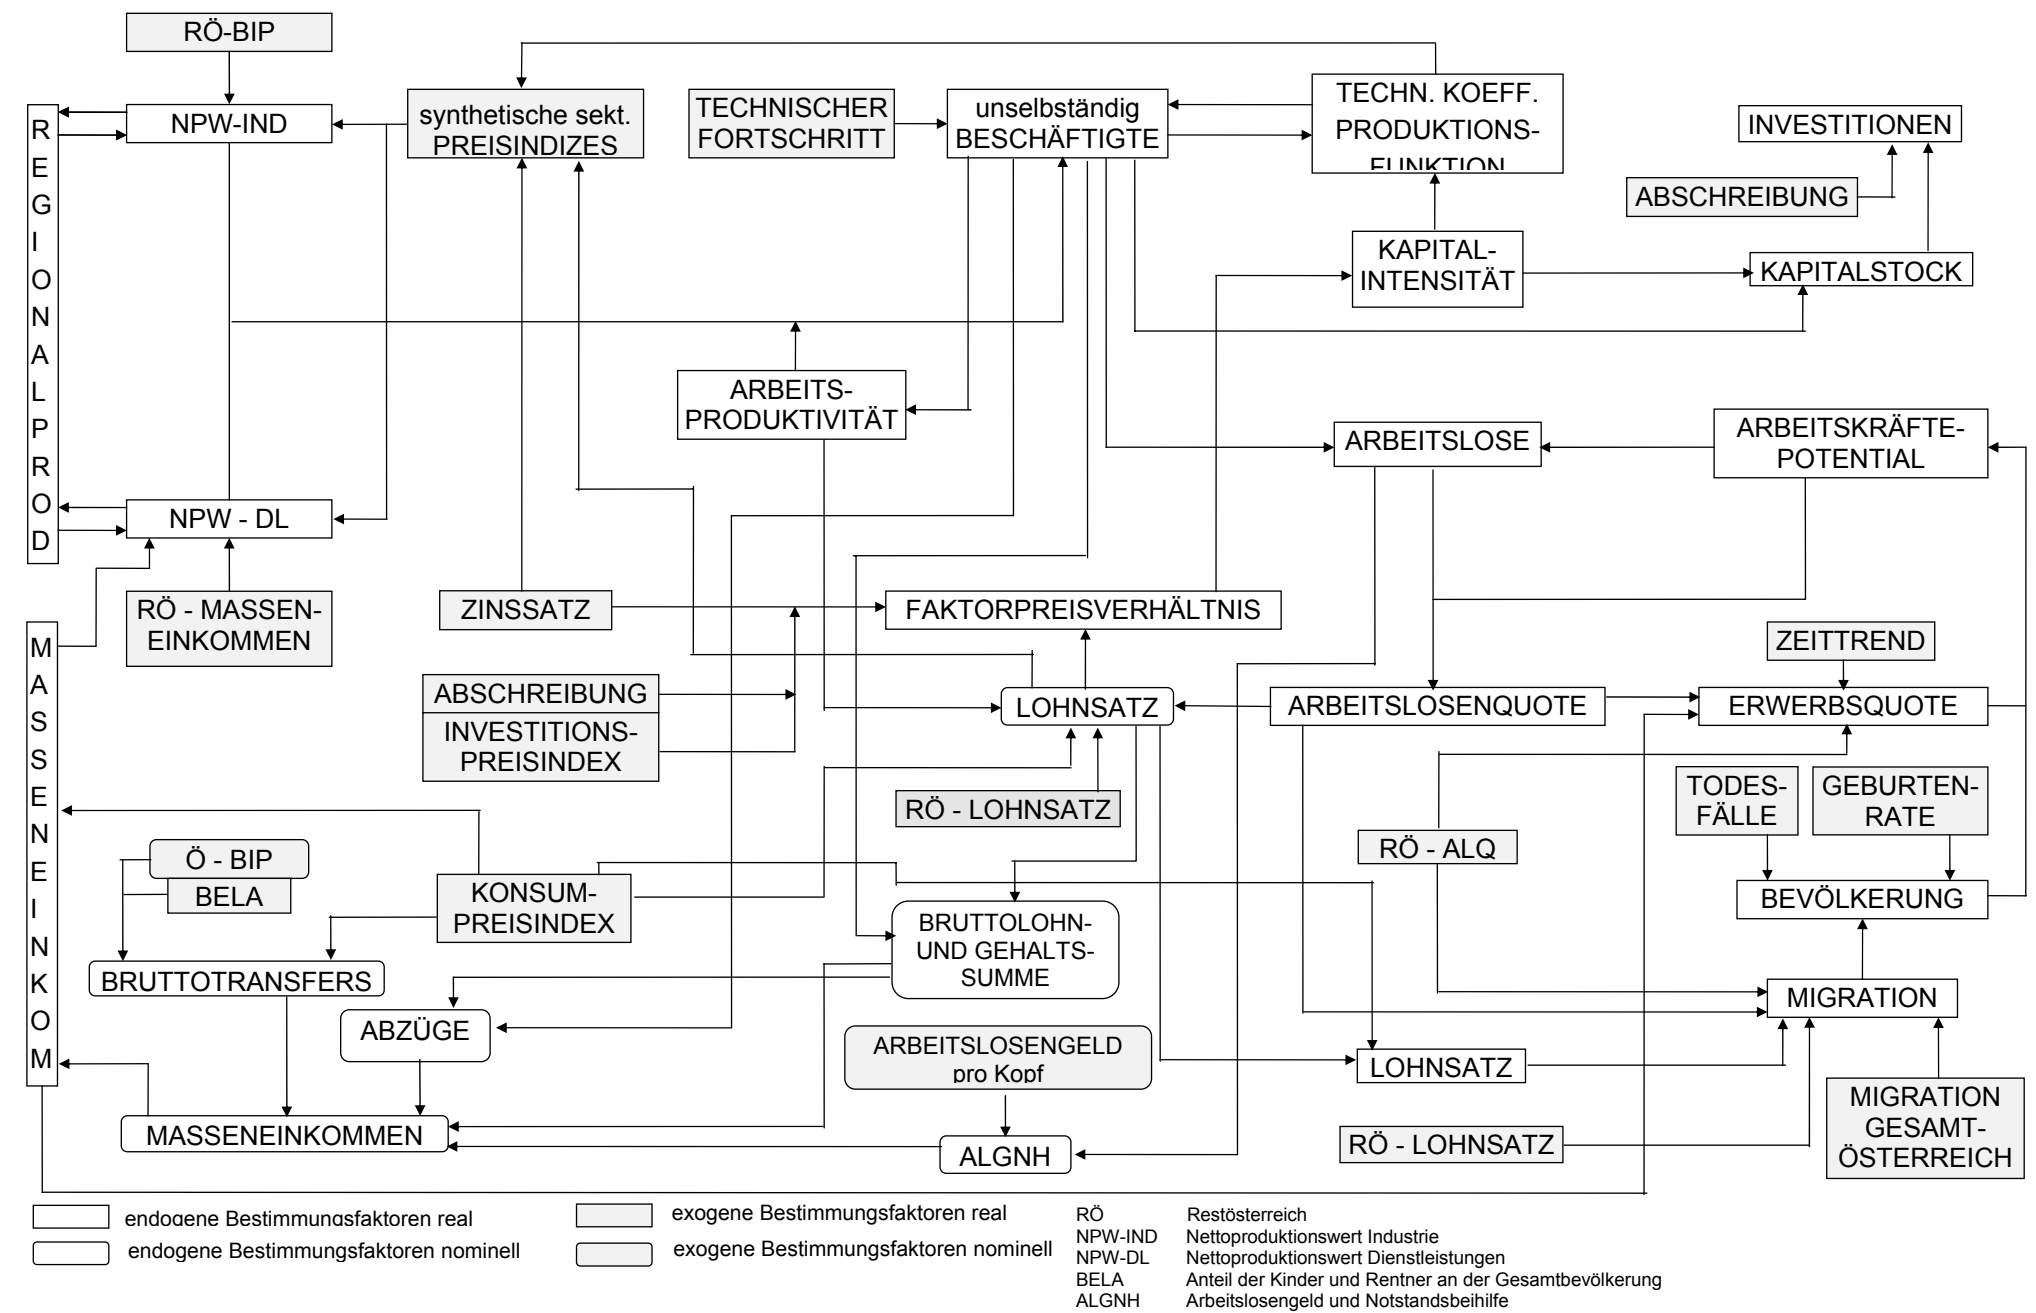 RÖ-BIP
REGIONALPROD
NPW-IND
synthetische sekt.
PREISINDIZES
TECHNISCHER
FORTSCHRITT
unselbständig
BESCHÄFTIGTE
TECHN. KOEFF.
PRODUKTIONS-
FUNKTION
INVESTITIONEN
ABSCHREIBUNG
KAPITAL-
INTENSITÄT
KAPITALSTOCK
ARBEITS-
PRODUKTIVITÄT
ARBEITSLOSE
ARBEITSKRÄFTE-
POTENTIAL
NPW - DL
RÖ - MASSEN-
EINKOMMEN
ZINSSATZ
FAKTORPREISVERHÄLTNIS
ZEITTREND
MASSENEINKOM
ABSCHREIBUNG
INVESTITIONS-
PREISINDEX
LOHNSATZ
ARBEITSLOSENQUOTE
ERWERBSQUOTE
RÖ - LOHNSATZ
TODES-
FÄLLE
GEBURTEN-
RATE
RÖ - ALQ
Ö - BIP
BELA
KONSUM-
PREISINDEX
BEVÖLKERUNG
BRUTTOLOHN-
UND GEHALTS-
SUMME
BRUTTOTRANSFERS
MIGRATION
ABZÜGE
ARBEITSLOSENGELD
pro Kopf
LOHNSATZ
MIGRATION
GESAMT-
ÖSTERREICH
MASSENEINKOMMEN
ALGNH
RÖ - LOHNSATZ
endogene Bestimmungsfaktoren real
endogene Bestimmungsfaktoren nominell
exogene Bestimmungsfaktoren real
exogene Bestimmungsfaktoren nominell
RÖ Restösterreich
NPW-IND Nettoproduktionswert Industrie
NPW-DL Nettoproduktionswert Dienstleistungen
BELA Anteil der Kinder und Rentner an der Gesamtbevölkerung
ALGNH Arbeitslosengeld und Notstandsbeihilfe